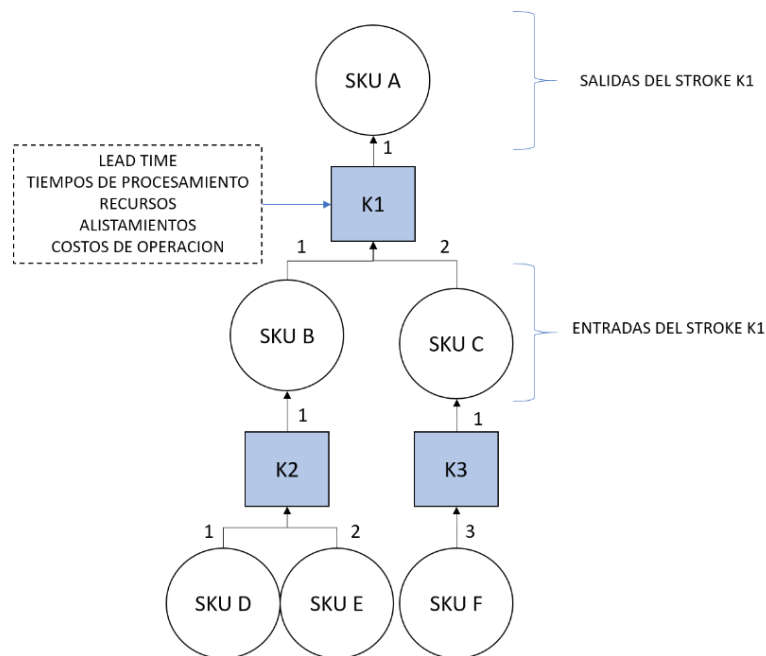 SKU A
SALIDAS DEL STROKE K1
1
LEAD TIME
TIEMPOS DE PROCESAMIENTO
RECURSOS
ALISTAMIENTOS
COSTOS DE OPERACION
K1
1
2
SKU B
SKU C
ENTRADAS DEL STROKE K1
1
1
K2
K3
1
2
3
SKU D
SKU E
SKU F